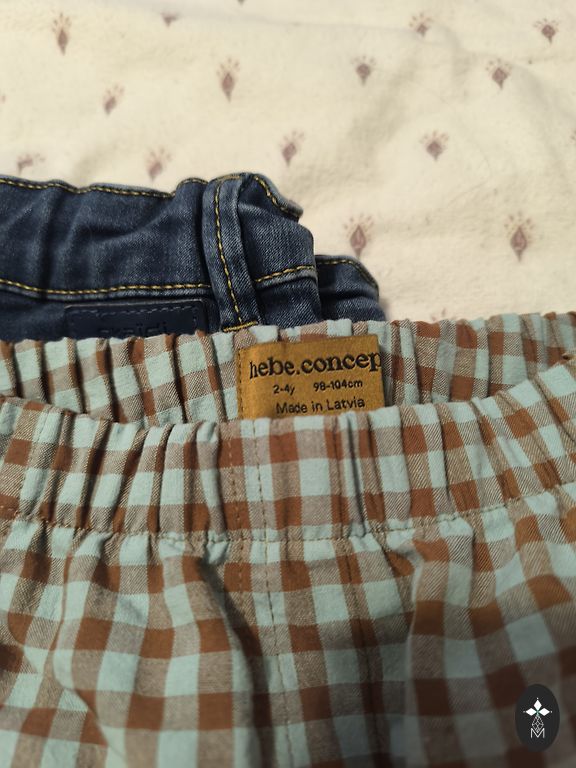 hebe.concep
2-4y 98-104cm
Made in Latvia